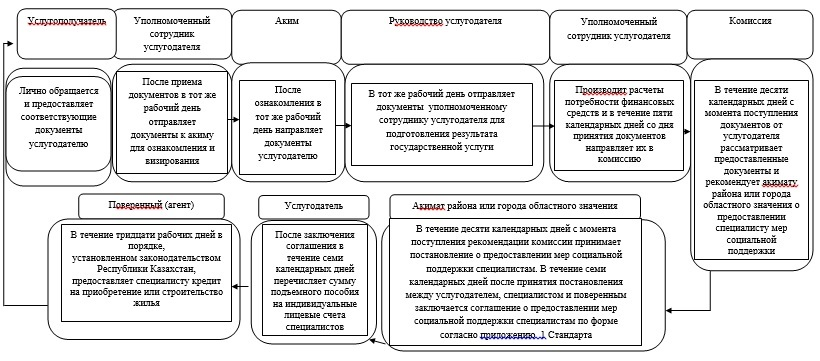 Услугополучатель
Уполномоченный
сотрудник
услугодателя
Аким
Руководство услугодателя
Уполномоченный
сотрудник услугодателя
Комиссия
Лично обращается
и предоставляет
соответствующие
документы
услугодателю
После приема
документов в тот же
рабочий день
отправляет
документы к акиму
для ознакомления и
визирования
После
ознакомления в
тот же рабочий
день направляет
документы
услугодателю
В тот же рабочий день отправляет
документы уполномоченному
сотруднику услугодателя для
подготовления результата
государственной услуги
Производит расчеты
потребности финансовых
средств и в течение пяти
календарных дней со дня
принятия документов
направляет их в
комиссию
В течение десяти
календарных дней с
момента поступления
документов от
услугодателя
рассматривает
предоставленные
документы и
рекомендует акимату
района или города
областного значения о
предоставлении
специалисту мер
социальной
поддержки
Поверенный (агент)
В течение тридцати рабочих дней в
порядке,
установленном законодательством
Республики Казахстан,
предоставляет специалисту кредит
на приобретение или строительство
жилья
Услугодатель
После заключения
соглашения в
течение семи
календарных дней
перечисляет сумму
подъемного пособия
на индивидуальные
лицевые счета
специалистов
Акимат района или города областного значения
В течение десяти календарных дней с момента
поступления рекомендации комиссии принимает
постановление о предоставлении мер социальной
поддержки специалистам. В течение семи
календарных дней после принятия постановления
между услугодателем, специалистом и поверенным
заключается соглашение о предоставлении мер
социальной поддержки специалистам по форме
согласно приложению 1 Стандарта